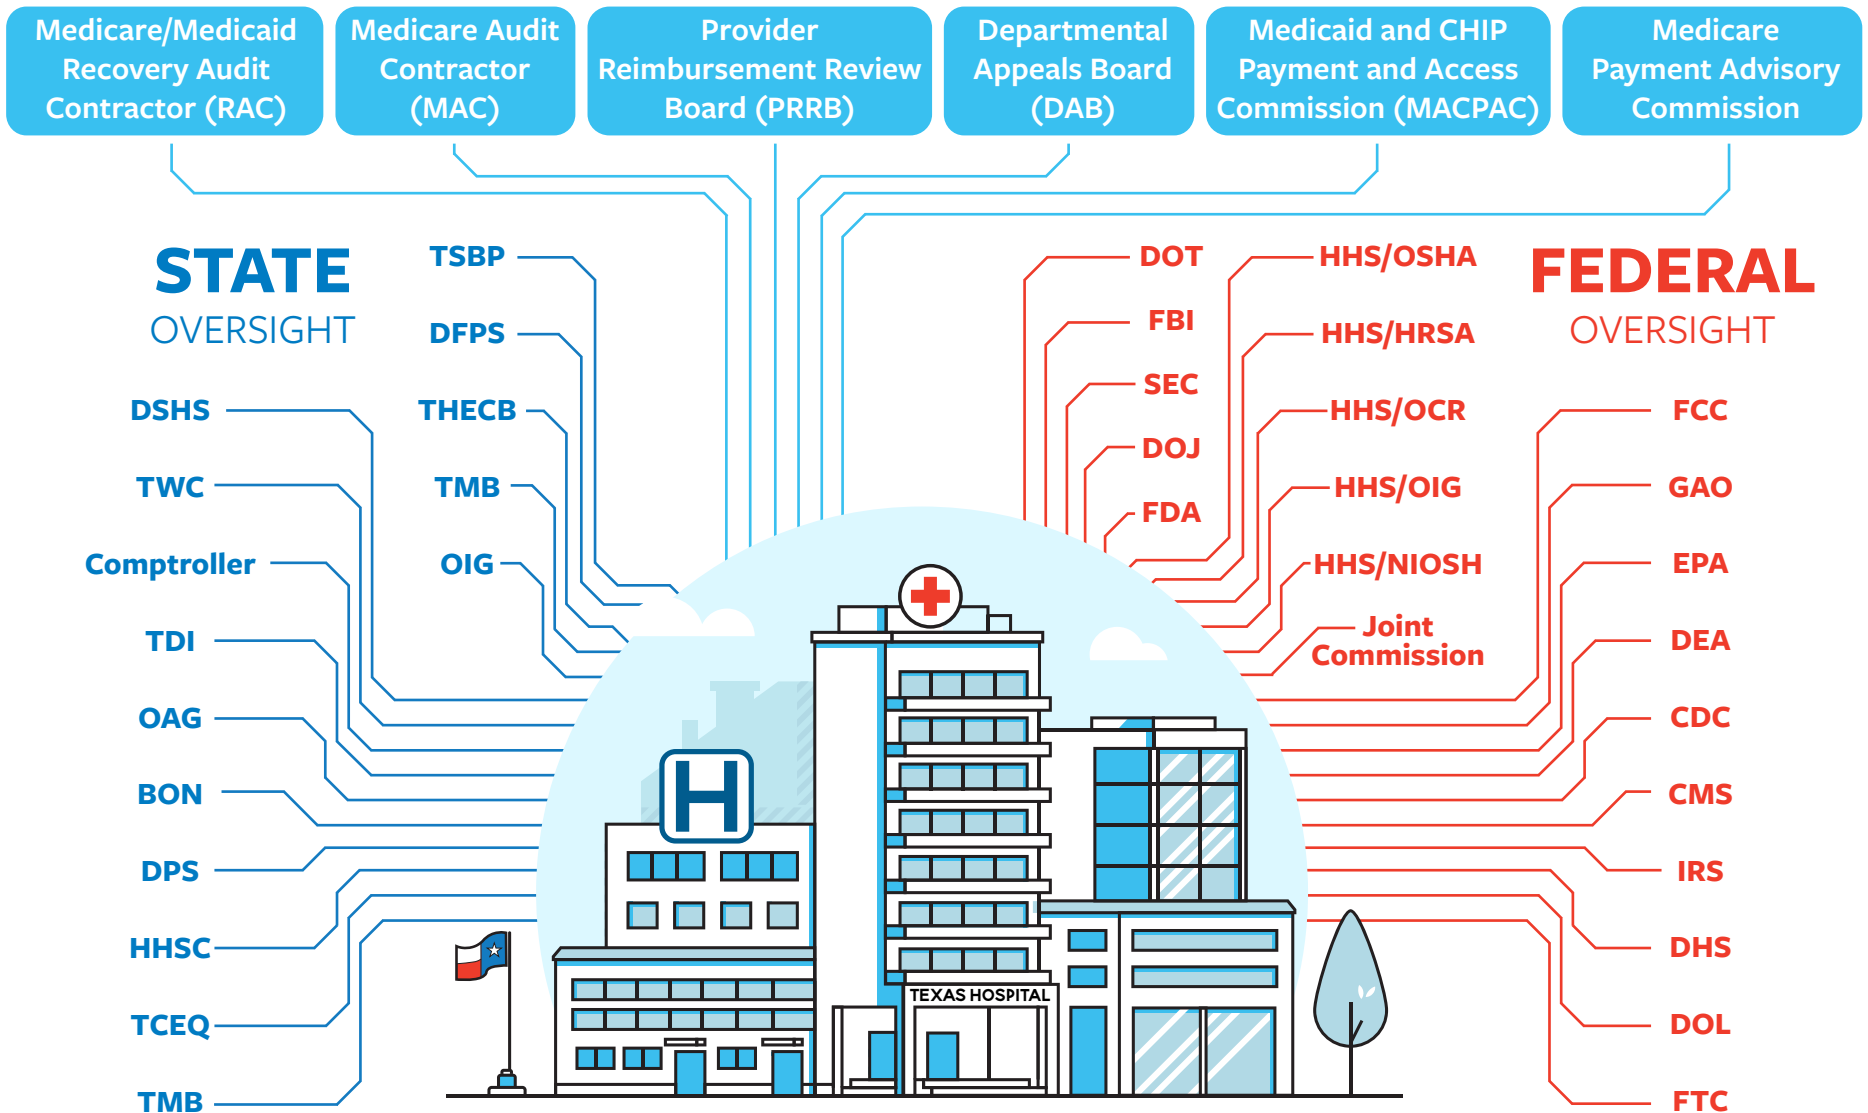 Medicare/Medicaid
Recovery Audit
Contractor (RAC)
Medicare Audit
Contractor
(MAC)
Provider
Reimbursement Review
Board (PRRB)
Departmental
Appeals Board
(DAB)
Medicaid and CHIP
Payment and Access
Commission (MACPAC)
Medicare
Payment Advisory
Commission
STATE
OVERSIGHT
DSHS
TWC
Comptroller
TDI
OAG
BON
DPS
HHSC
TCEQ
TMB
TSBP
DFPS
THECB
TMB
OIG
DOT
FBI
SEC
DOJ
FDA
HHS/OSHA
HHS/HRSA
HHS/OCR
HHS/OIG
HHS/NIOSH
Joint
Commission
FEDERAL
OVERSIGHT
FCC
GAO
EPA
DEA
CDC
CMS
IRS
DHS
DOL
FTC
H
TEXAS HOSPITAL